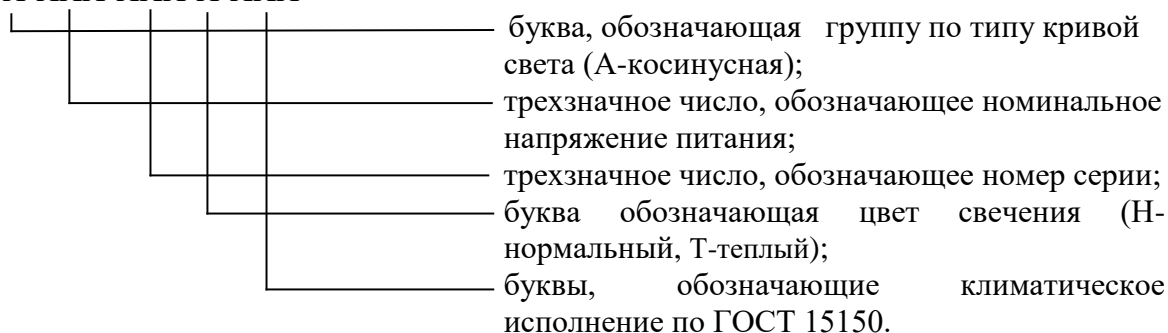 буква, обозначающая группу по типу кривой
света (А-косинусная);
трехзначное число, обозначающее номинальное
напряжение питания;
трехзначное число, обозначающее номер серии;
буква обозначающая цвет свечения (Н-
нормальный, Т-теплый);
буквы, обозначающие климатическое
исполнение по ГОСТ 15150.